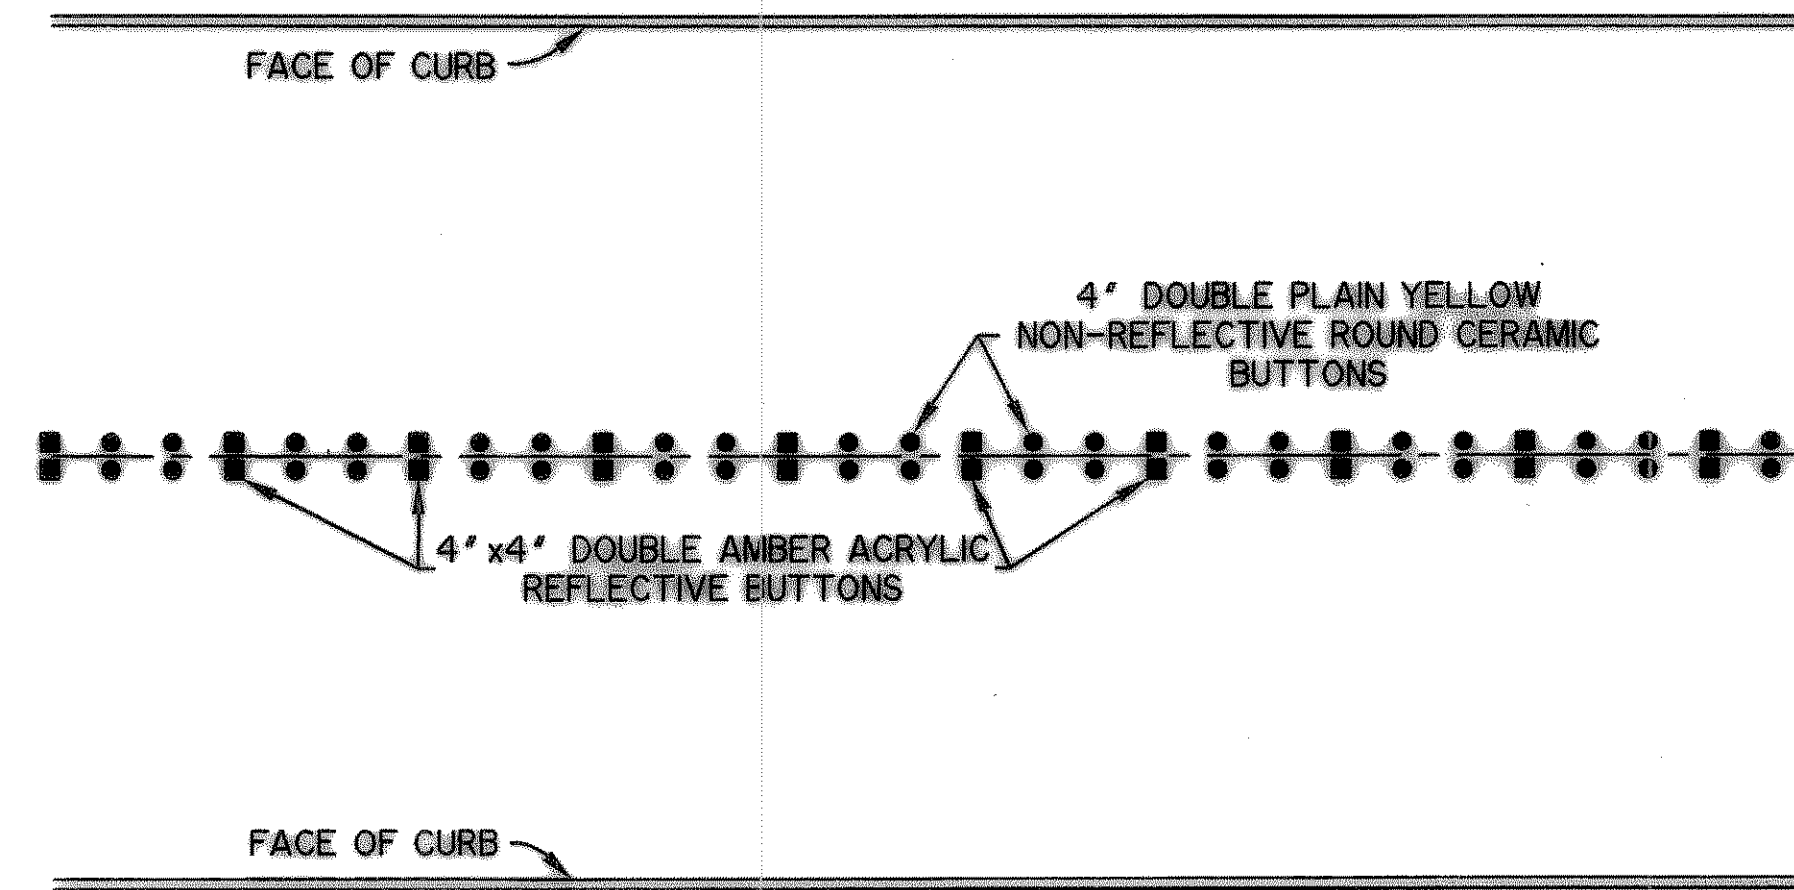 FACE OF CURB
4" DOUBLE PLAIN YELLOW
NON-REFLECTIVE ROUND CERAMIC
BUTTONS
4"x4" DOUBLE AMBER ACRYLIC
REFLECTIVE BUTTONS
FACE OF CURB